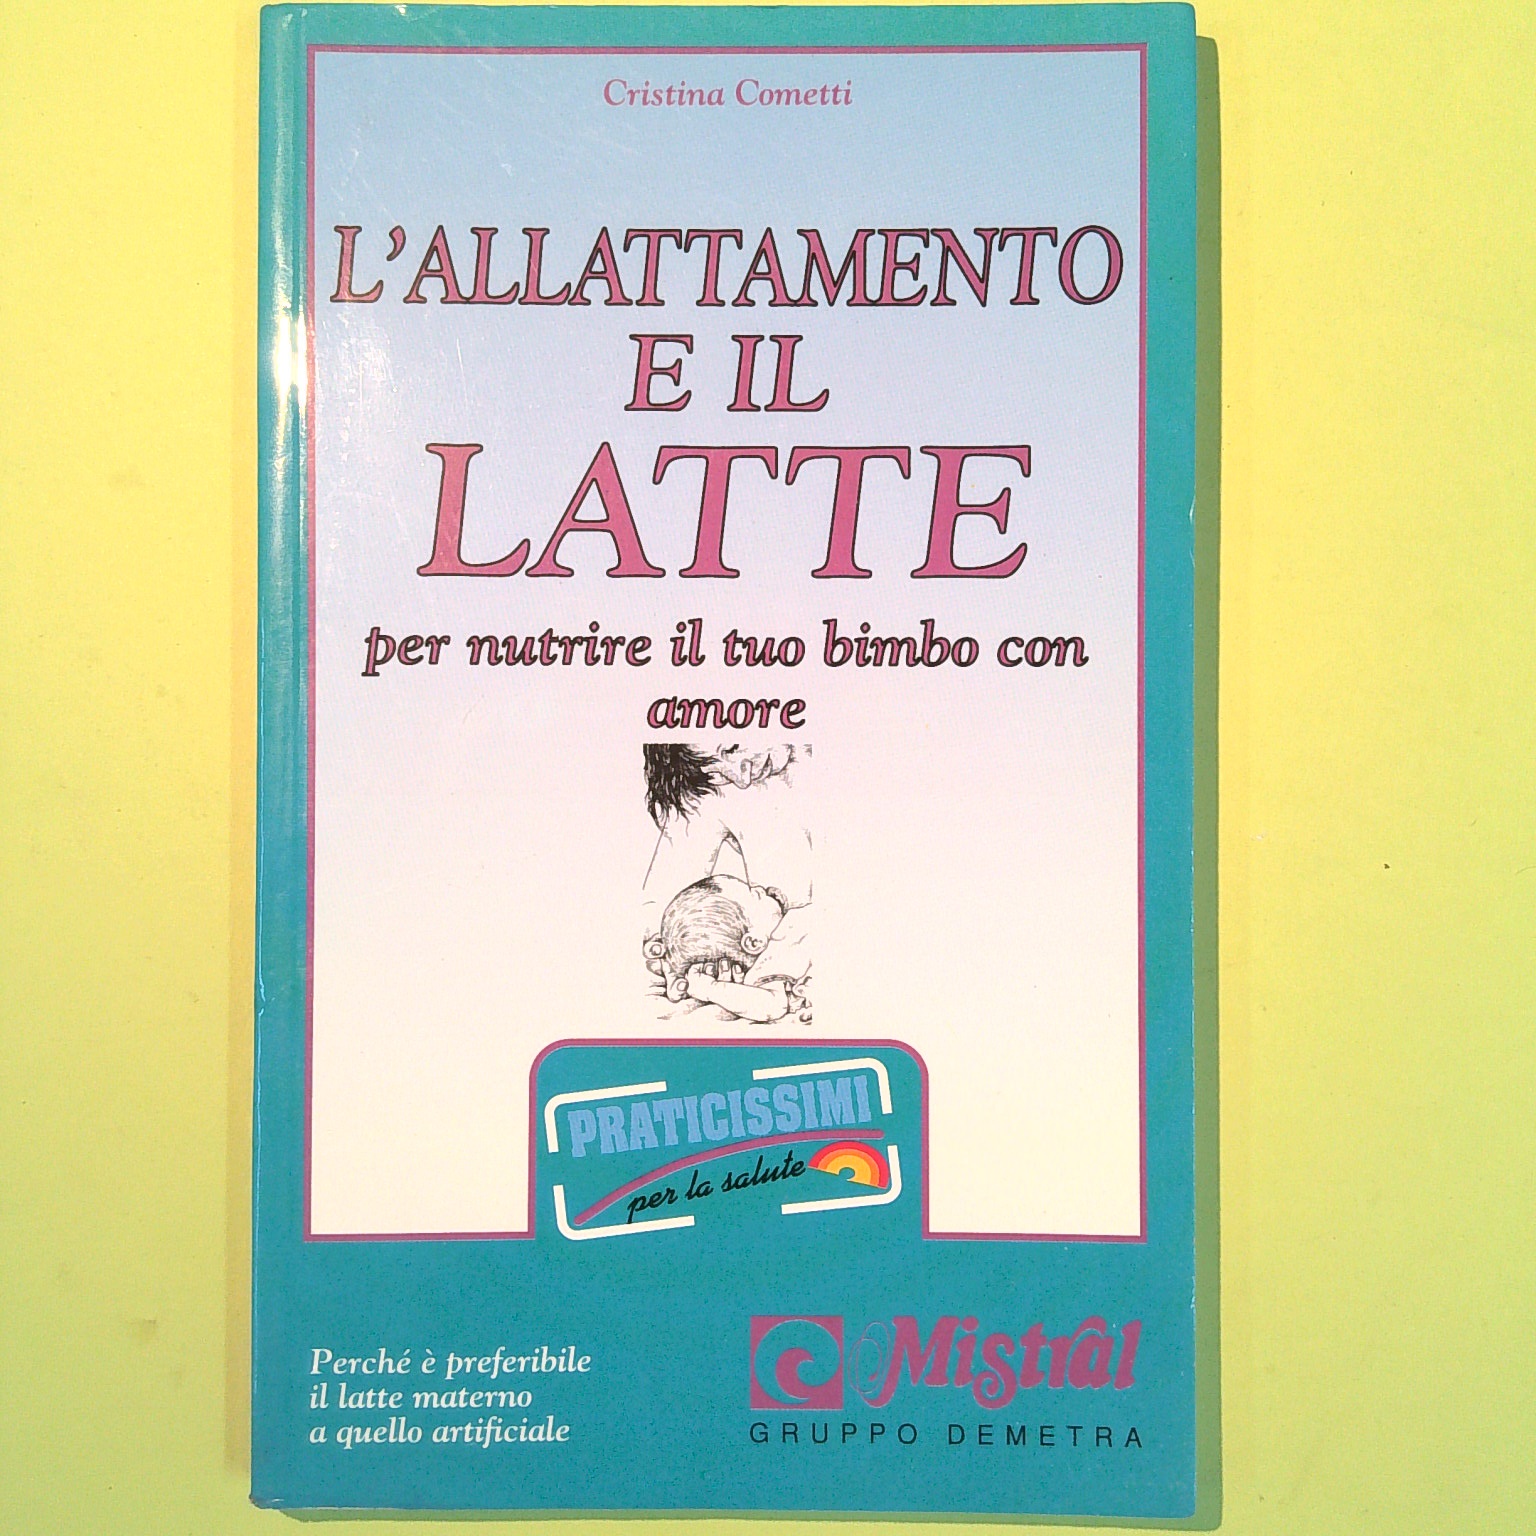 Cristina Cometti
L'ALLATTAMENTO
E IL
LATTE
per nutrire il tuo bimbo con
amore
PRATICISSIMI
per la salute
Perché è preferibile
il latte materno
a quello artificiale
Mistral
GRUPPO DEMETRA